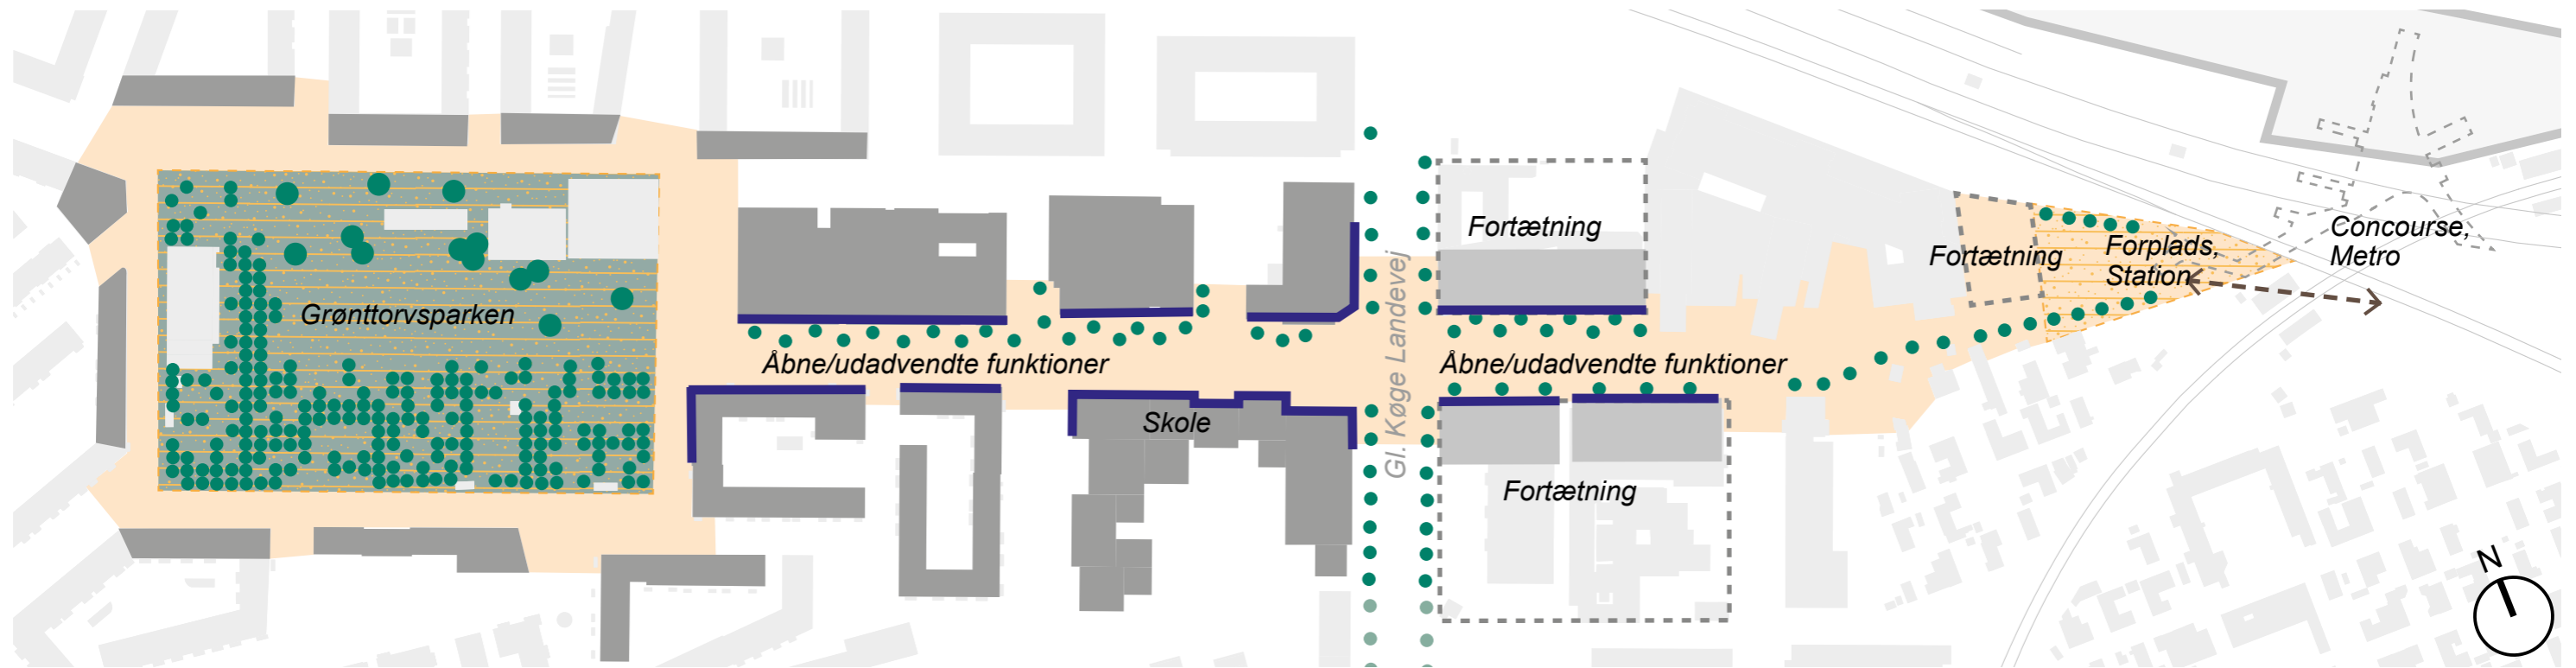 Grønttorvsparken
Åbne/udadvendte funktioner
Skole
Gl. Køge Landevej
Fortætning
Åbne/udadvendte funktioner
Fortætning
Fortætning
Forplads,
Station
Concourse,
Metro
N